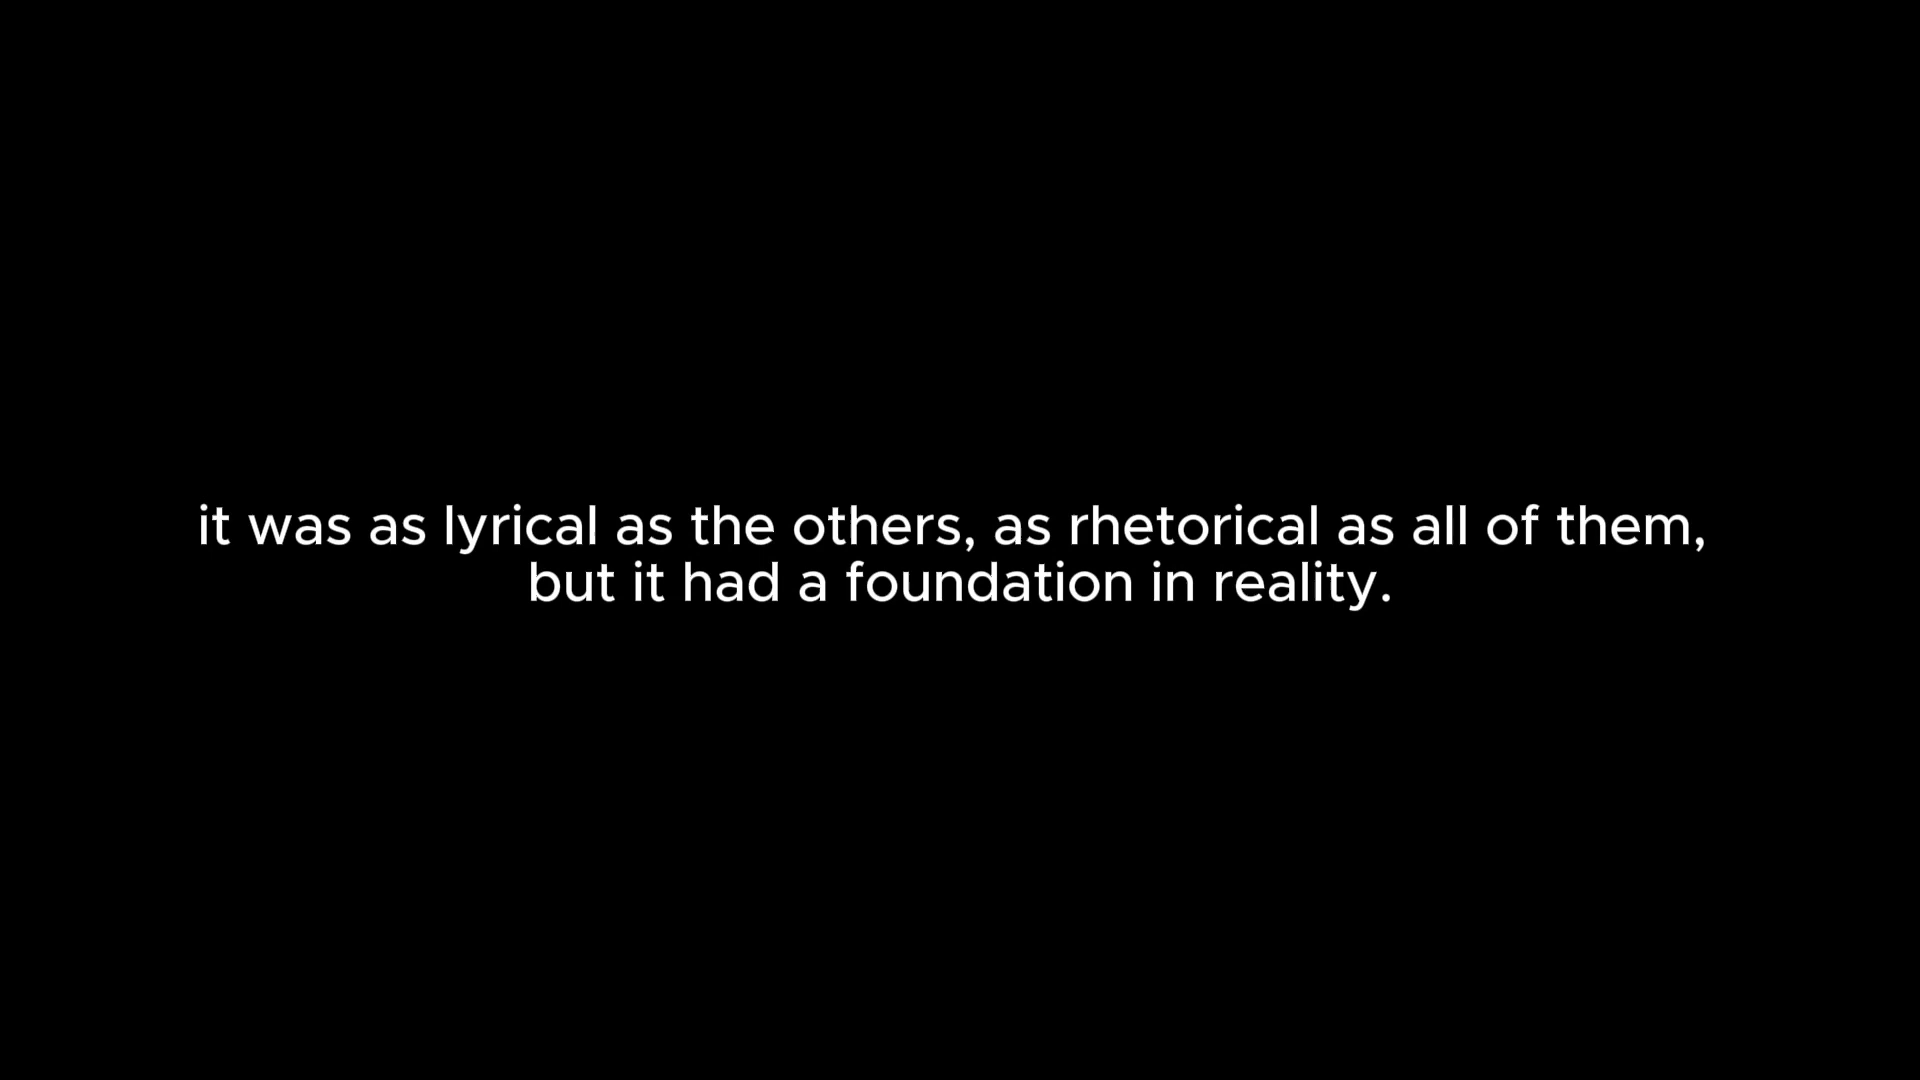 it was as lyrical as the others, as rhetorical as all of them,
but it had a foundation in reality.